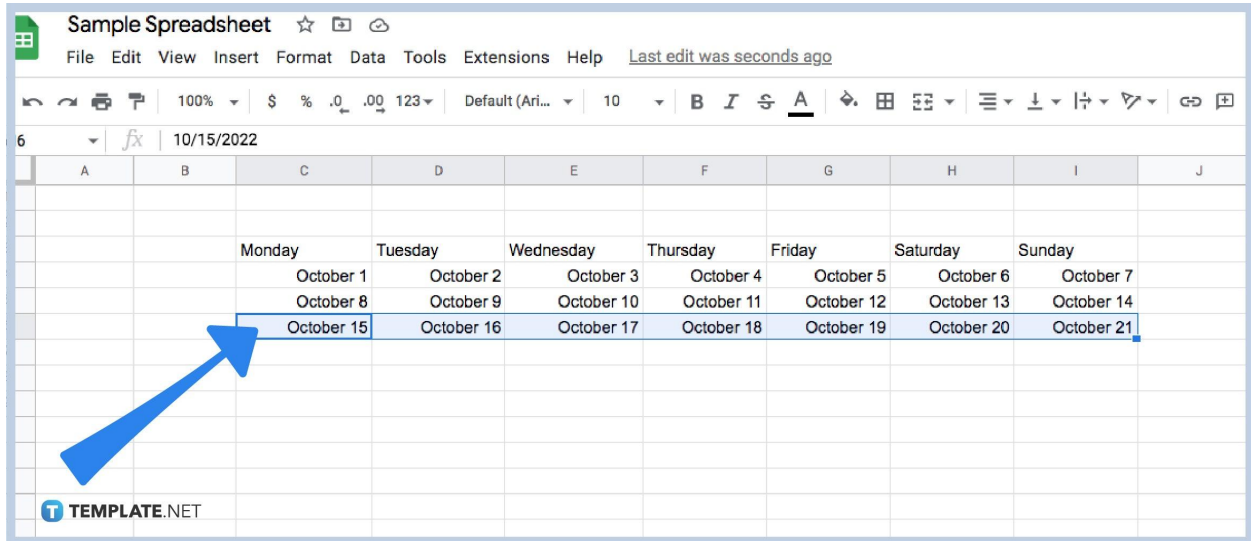 Sample Spreadsheet
File Edit View Insert Format Data Tools Extensions Help Last edit was seconds ago
100% $ % .0 .00 123 Default (Ari... 10 B I S A
6 fx 10/15/2022
A B C D E F G H I J
Monday Tuesday Wednesday Thursday Friday Saturday Sunday
October 1 October 2 October 3 October 4 October 5 October 6 October 7
October 8 October 9 October 10 October 11 October 12 October 13 October 14
October 15 October 16 October 17 October 18 October 19 October 20 October 21
T TEMPLATE.NET